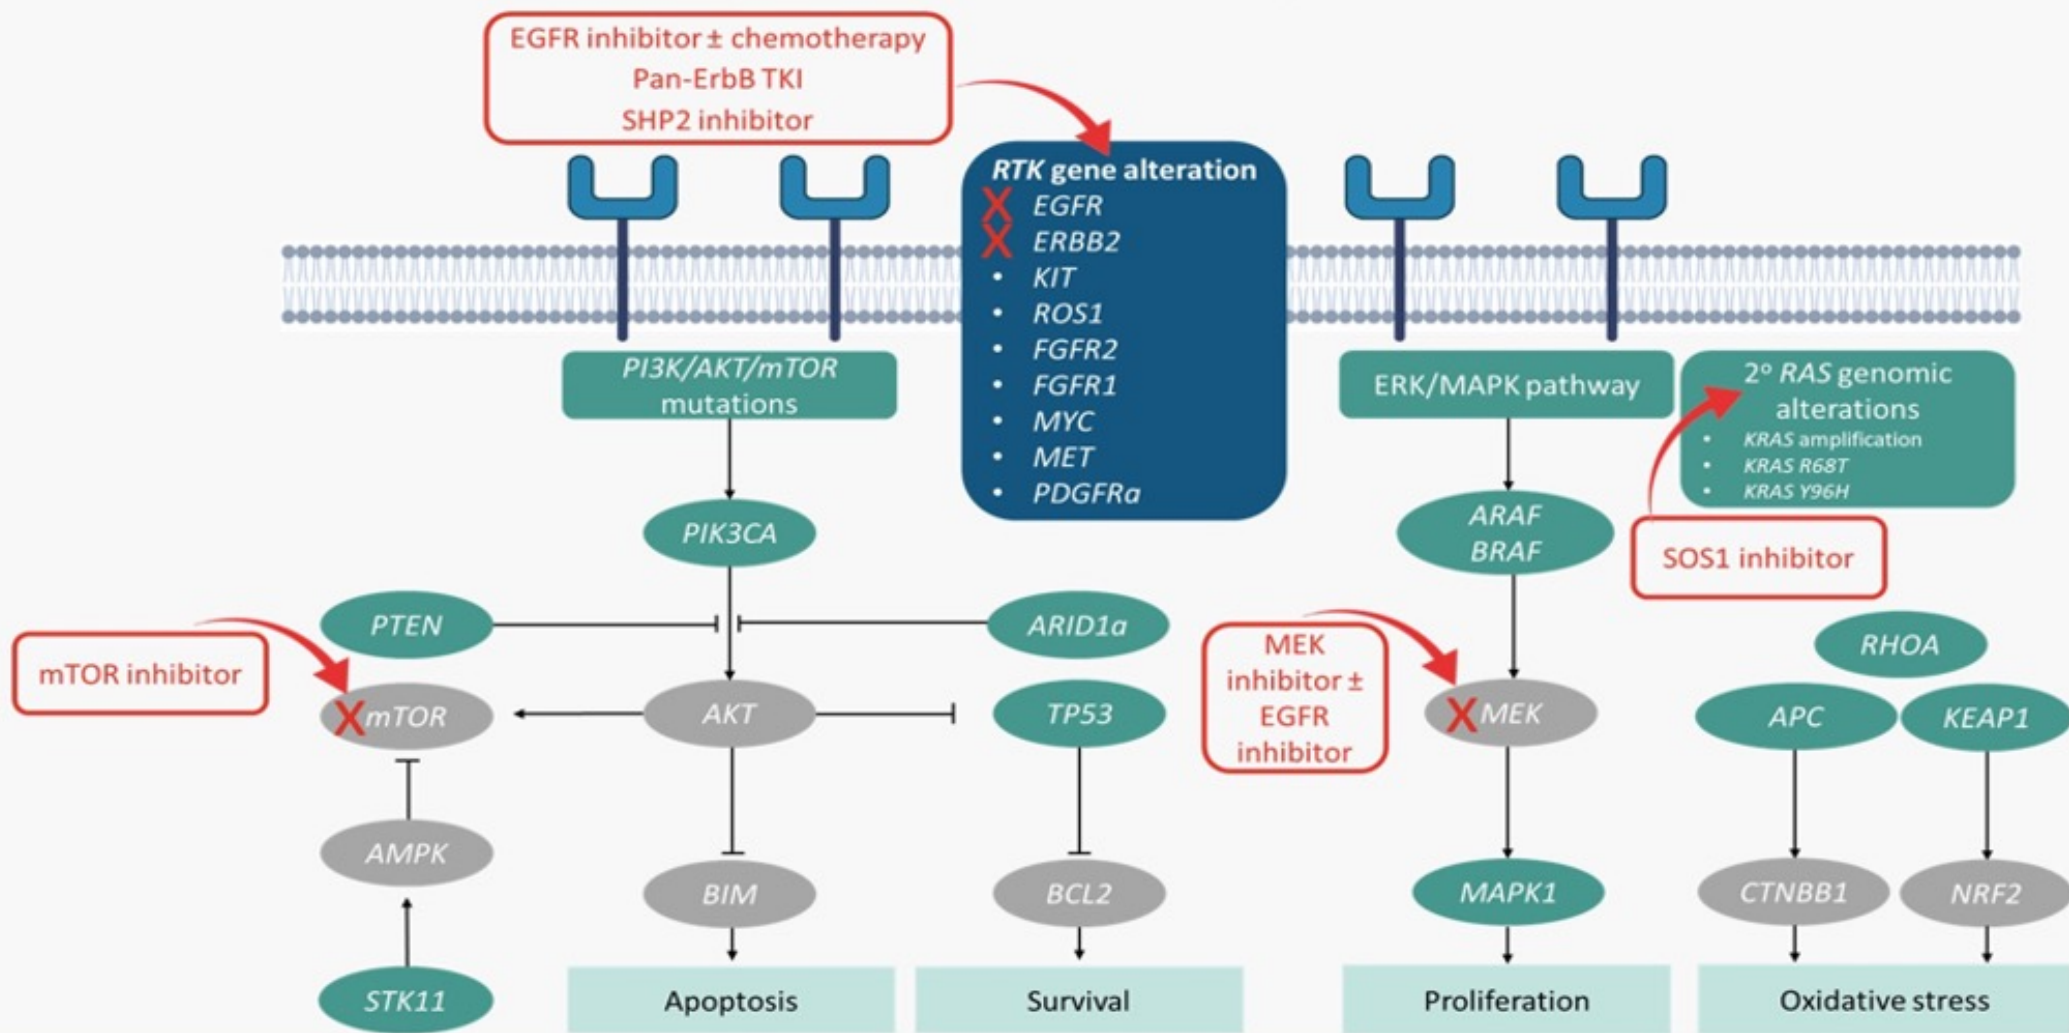 EGFR inhibitor ± chemotherapy
Pan-ErbB TKI
SHP2 inhibitor
RTK gene alteration
X EGFR
X ERBB2
• KIT
• ROS1
• FGFR2
• FGFR1
• MYC
• MET
• PDGFRa
PI3K/AKT/mTOR
mutations
ERK/MAPK pathway
2º RAS genomic
alterations
• KRAS amplification
• KRAS R68T
• KRAS Y96H
PIK3CA
ARAF
BRAF
SOS1 inhibitor
PTEN
ARID1a
RHOA
mTOR inhibitor
X mTOR
AKT
TP53
MEK
inhibitor ±
EGFR
inhibitor
X MEK
APC
KEAP1
AMPK
BIM
BCL2
MAPK1
CTNBB1
NRF2
STK11
Apoptosis
Survival
Proliferation
Oxidative stress